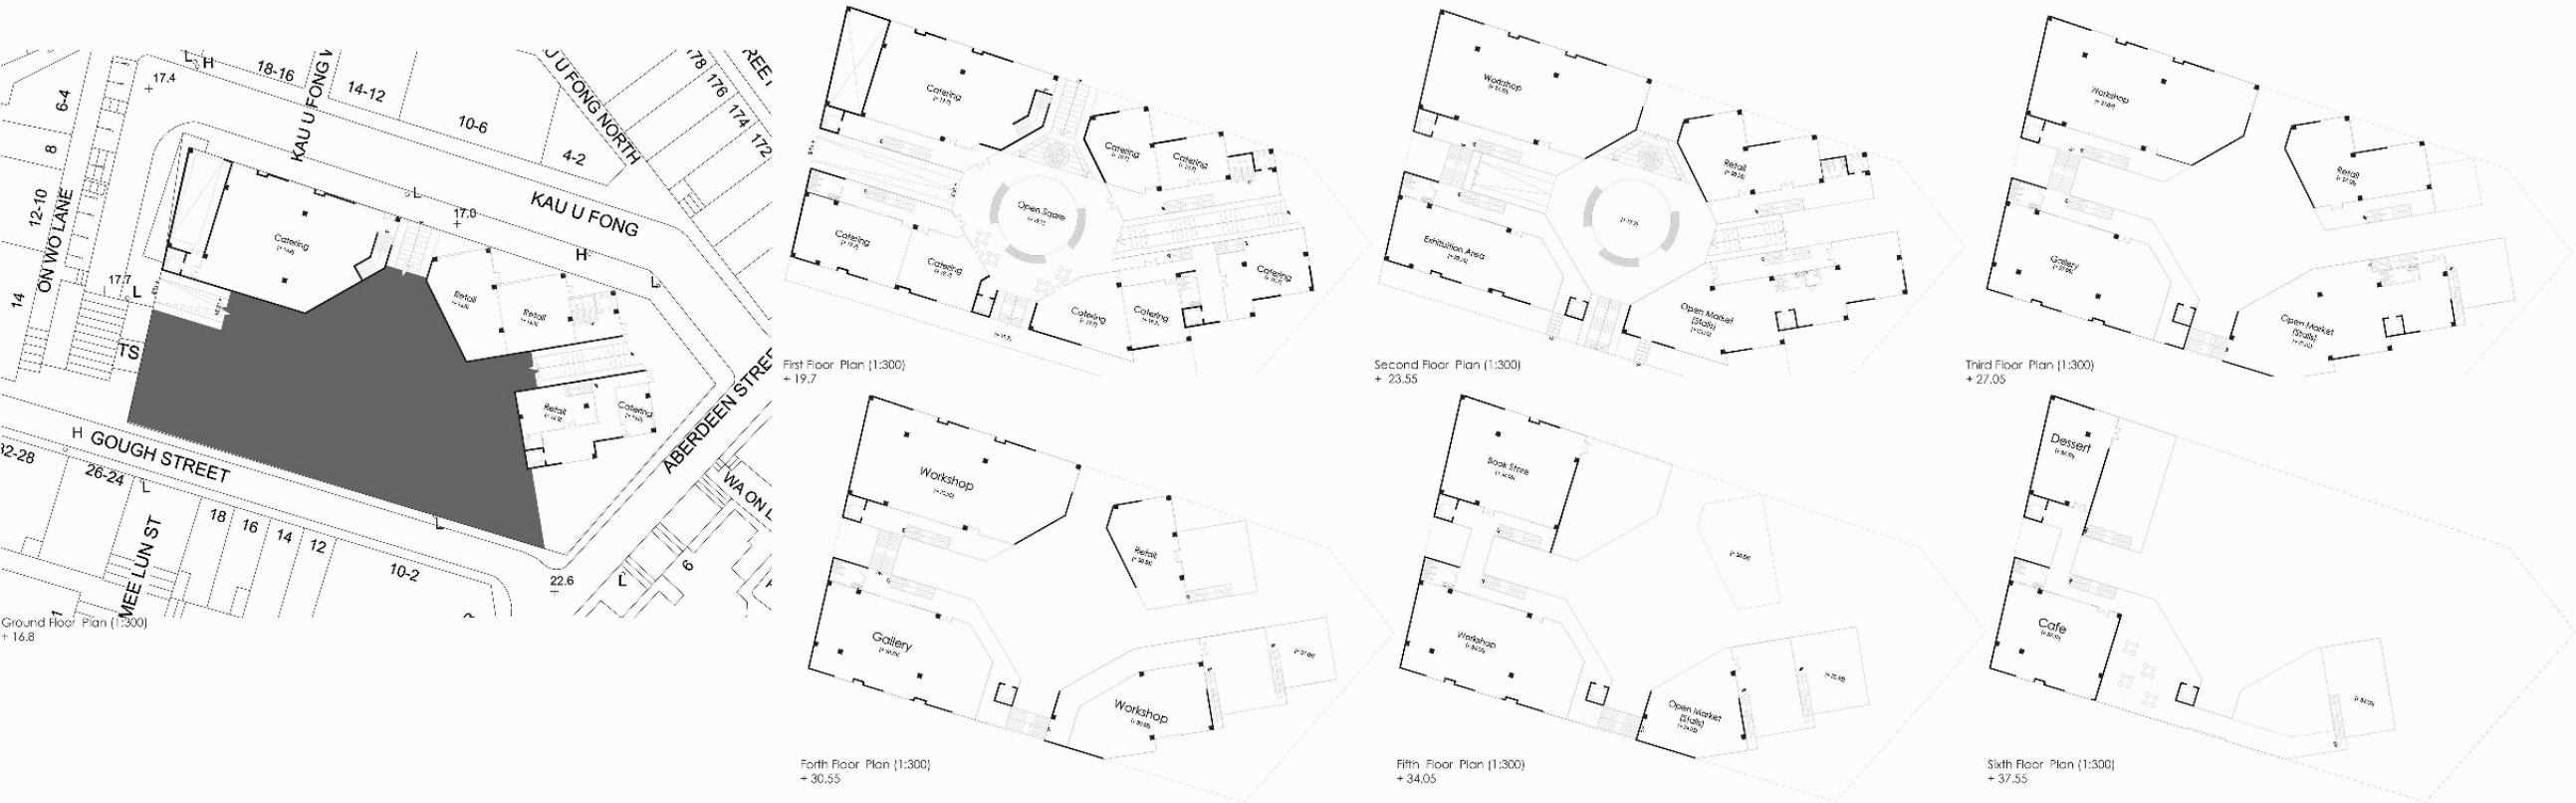 17.4
L
H
18-16
14-12
10-6
4-2
KAU U FONG W
U U FONG NORTH
178
176
174
172
REET
6-4
8
12-10
14
ON WO LANE
L
17.0
KAU U FONG
H
L
17.7
L
TS
Catering
Retail
Retail
Retail
Catering
H GOUGH STREET
32-28
26-24
L
18
16
14
12
10-2
L
MEE LUN ST
ABERDEEN STREE
WA ON L
22.6
L
6
Ground Floor Plan (1:300)
+ 16.8
Catering
Catering
Catering
Open Sqare
Catering
Catering
Catering
Catering
Catering
First Floor Plan (1:300)
+ 19.7
Workshop
Retail
Exhituition Area
Open Market
(Stalls)
Second Floor Plan (1:300)
+ 23.55
Workshop
Retail
Gallery
Open Market
(Stalls)
Third Floor Plan (1:300)
+ 27.05
Workshop
Retail
Gallery
Workshop
Forth Floor Plan (1:300)
+ 30.55
Book Store
Workshop
Open Market
(Stalls)
Fifth Floor Plan (1:300)
+ 34.05
Dessert
Cafe
Sixth Floor Plan (1:300)
+ 37.55